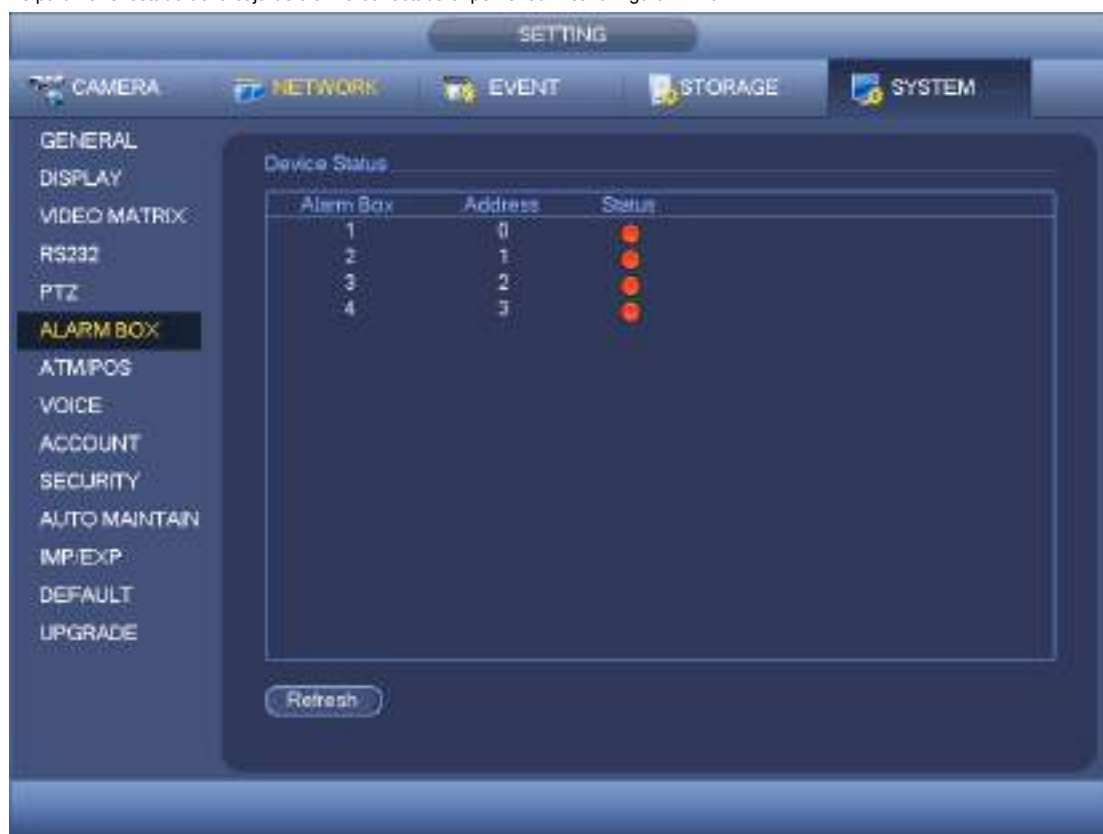 SETTING
CAMERA NETWORK EVENT STORAGE SYSTEM
GENERAL
DISPLAY
VIDEO MATRIX
RS232
PTZ
ALARM BOX
ATM/POS
VOICE
ACCOUNT
SECURITY
AUTO MAINTAIN
IMP/EXP
DEFAULT
UPGRADE
Device Status
Alarm Box Address Status
1 0
2 1
3 2
4 3
Refresh